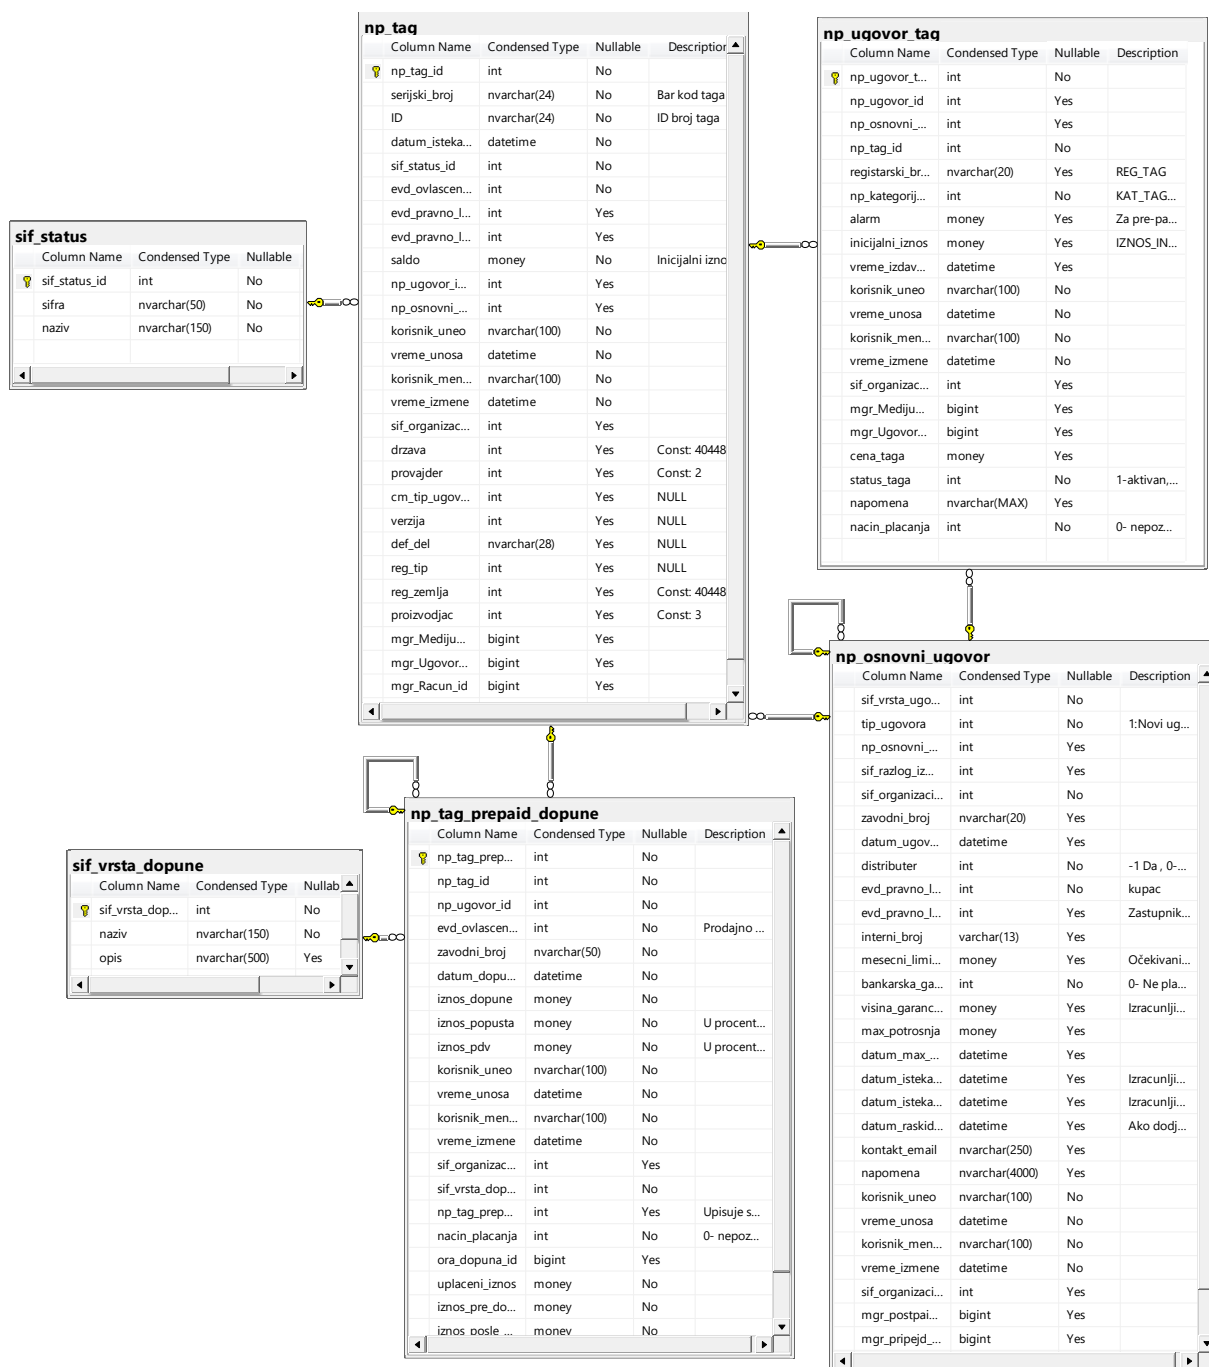 np_tag
Column Name Condensed Type Nullable Description
np_tag_id int No
serijski_broj nvarchar(24) No Bar kod taga
ID nvarchar(24) No ID broj taga
datum_isteka... datetime No
sif_status_id int No
evd_ovlascen... int No
evd_pravno_l... int Yes
evd_pravno_l... int Yes
saldo money No Inicijalni izno
np_ugovor_i... int Yes
np_osnovni_... int Yes
korisnik_uneo nvarchar(100) No
vreme_unosa datetime No
korisnik_men... nvarchar(100) No
vreme_izmene datetime No
sif_organizac... int Yes
drzava int Yes Const: 40448
provajder int Yes Const: 2
cm_tip_ugov... int Yes NULL
verzija int Yes NULL
def_del nvarchar(28) Yes NULL
reg_tip int Yes NULL
reg_zemlja int Yes Const: 40448
proizvodjac int Yes Const: 3
mgr_Mediju... bigint Yes
mgr_Ugovor... bigint Yes
mgr_Racun_id bigint Yes
np_ugovor_tag
Column Name Condensed Type Nullable Description
np_ugovor_t... int No
np_ugovor_id int Yes
np_osnovni_... int Yes
np_tag_id int No
registarski_br... nvarchar(20) Yes REG_TAG
np_kategorij... int No KAT_TAG...
alarm money Yes Za pre-pa...
inicijalni_iznos money Yes IZNOS_IN...
vreme_izdav... datetime Yes
korisnik_uneo nvarchar(100) No
vreme_unosa datetime No
korisnik_men... nvarchar(100) No
vreme_izmene datetime No
sif_organizac... int Yes
mgr_Mediju... bigint Yes
mgr_Ugovor... bigint Yes
cena_taga money Yes
status_taga int No 1-aktivan,...
napomena nvarchar(MAX) Yes
nacin_placanja int No 0- nepoz...
sif_status
Column Name Condensed Type Nullable
sif_status_id int No
sifra nvarchar(50) No
naziv nvarchar(150) No
np_osnovni_ugovor
Column Name Condensed Type Nullable Description
sif_vrsta_ugo... int No
tip_ugovora int No 1:Novi ug...
np_osnovni_... int Yes
sif_razlog_iz... int Yes
sif_organizaci... int No
zavodni_broj nvarchar(20) Yes
datum_ugov... datetime Yes
distributer int No -1 Da , 0-...
evd_pravno_l... int No kupac
evd_pravno_l... int Yes Zastupnik...
interni_broj varchar(13) Yes
mesecni_limi... money Yes Očekivani...
bankarska_ga... int No 0- Ne pla...
visina_garanc... money Yes Izracunlji...
max_potrosnja money Yes
datum_max_... datetime Yes
datum_isteka... datetime Yes Izracunlji...
datum_isteka... datetime Yes Izracunlji...
datum_raskid... datetime Yes Ako dodj...
kontakt_email nvarchar(250) Yes
napomena nvarchar(4000) Yes
korisnik_uneo nvarchar(100) No
vreme_unosa datetime No
korisnik_men... nvarchar(100) No
vreme_izmene datetime No
sif_organizaci... int Yes
mgr_postpai... bigint Yes
mgr_pripejd_... bigint Yes
np_tag_prepaid_dopune
Column Name Condensed Type Nullable Description
np_tag_prep... int No
np_tag_id int No
np_ugovor_id int No
evd_ovlascen... int No Prodajno ...
zavodni_broj nvarchar(50) No
datum_dopu... datetime No
iznos_dopune money No
iznos_popusta money No U procent...
iznos_pdv money No U procent...
korisnik_uneo nvarchar(100) No
vreme_unosa datetime No
korisnik_men... nvarchar(100) No
vreme_izmene datetime No
sif_organizac... int Yes
sif_vrsta_dop... int No
np_tag_prep... int Yes Upisuje s...
nacin_placanja int No 0- nepoz...
ora_dopuna_id bigint Yes
uplaceni_iznos money No
iznos_pre_do... money No
iznos_posle_... money No
sif_vrsta_dopune
Column Name Condensed Type Nullab
sif_vrsta_dop... int No
naziv nvarchar(150) No
opis nvarchar(500) Yes